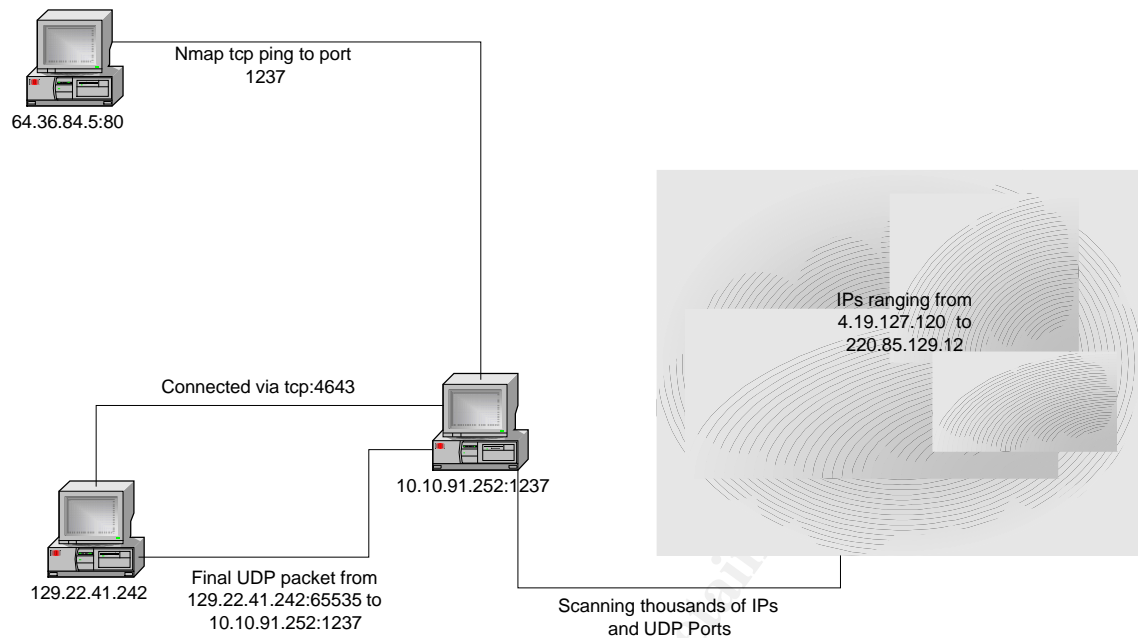 Nmap tcp ping to port
1237
64.36.84.5:80
IPs ranging from
4.19.127.120 to
220.85.129.12
Connected via tcp:4643
10.10.91.252:1237
129.22.41.242
Final UDP packet from
129.22.41.242:65535 to
10.10.91.252:1237
Scanning thousands of IPs
and UDP Ports